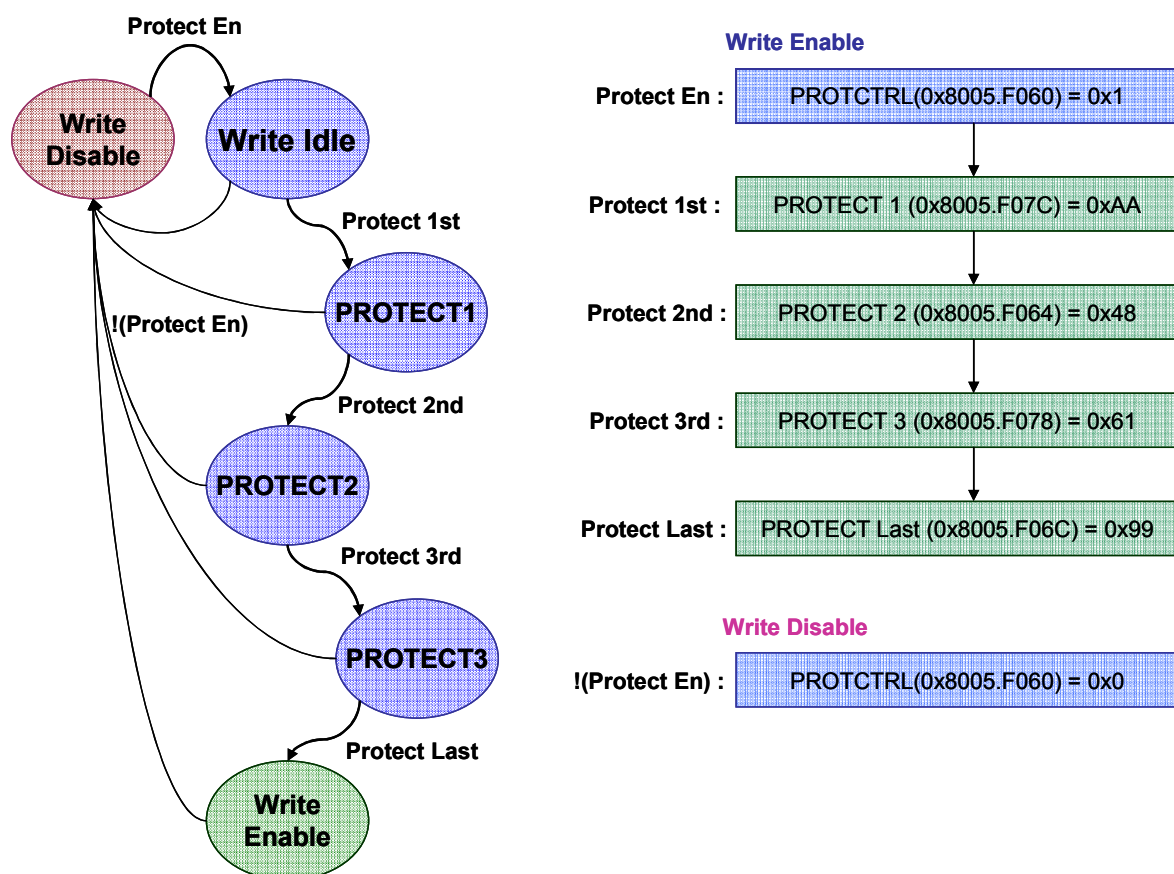 Protect En
Write
Disable
Write Idle
Protect 1st
PROTECT1
!(Protect En)
Protect 2nd
PROTECT2
Protect 3rd
PROTECT3
Protect Last
Write
Enable
Write Enable
Protect En :
PROTCTRL(0x8005.F060) = 0x1
Protect 1st :
PROTECT 1 (0x8005.F07C) = 0xAA
Protect 2nd :
PROTECT 2 (0x8005.F064) = 0x48
Protect 3rd :
PROTECT 3 (0x8005.F078) = 0x61
Protect Last :
PROTECT Last (0x8005.F06C) = 0x99
Write Disable
!(Protect En) :
PROTCTRL(0x8005.F060) = 0x0